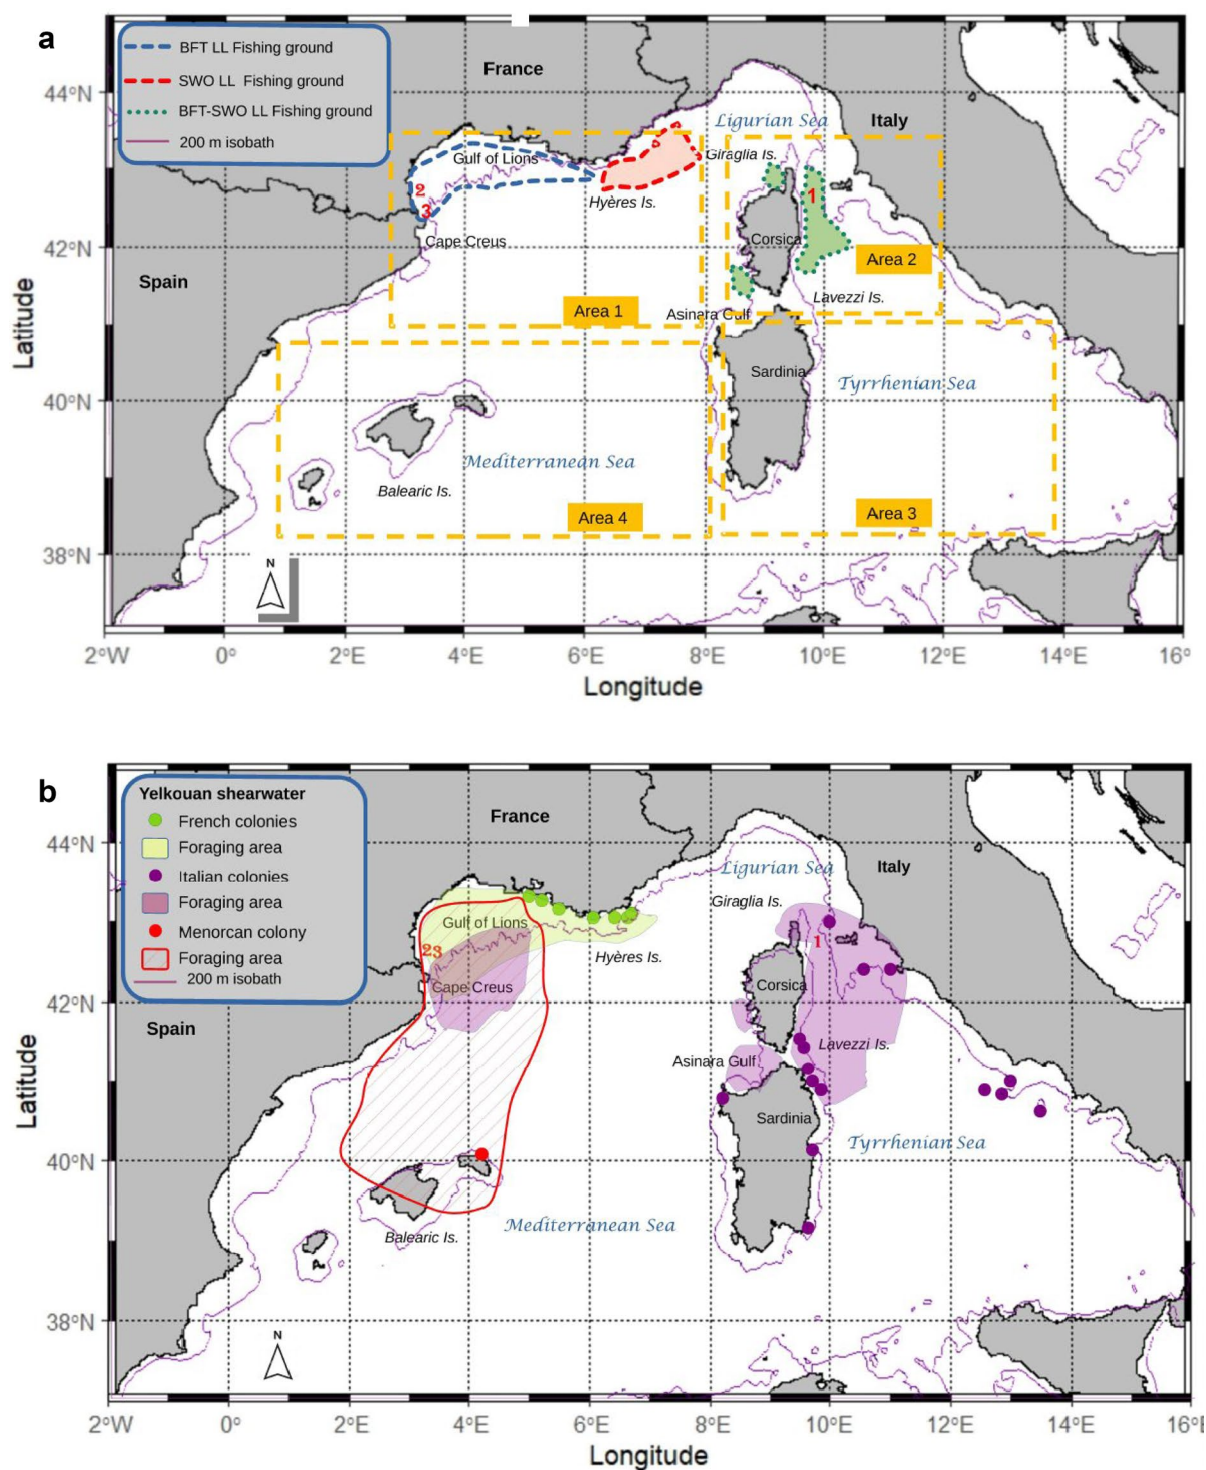 a
BFT LL Fishing ground
SWO LL Fishing ground
BFT-SWO LL Fishing ground
200 m isobath
France
Ligurian Sea
Italy
Giraglia Is.
Gulf of Lions
2
3
1
Hyères Is.
Cape Creus
Corsica
Area 2
Spain
Lavezzi Is.
Area 1
Asinara Gulf
Sardinia
Tyrrhenian Sea
Mediterranean Sea
Balearic Is.
Area 4
Area 3
N
44°N
42°N
40°N
38°N
Latitude
2°W 0° 2°E 4°E 6°E 8°E 10°E 12°E 14°E 16°
Longitude
b
Yelkouan shearwater
French colonies
Foraging area
Italian colonies
Foraging area
Menorcan colony
Foraging area
200 m isobath
France
Ligurian Sea
Italy
Giraglia Is.
Gulf of Lions
23
1
Hyères Is.
Cape Creus
Corsica
Spain
Lavezzi Is.
Asinara Gulf
Sardinia
Tyrrhenian Sea
Mediterranean Sea
Balearic Is.
N
44°N
42°N
40°N
38°N
Latitude
2°W 0° 2°E 4°E 6°E 8°E 10°E 12°E 14°E 16°
Longitude